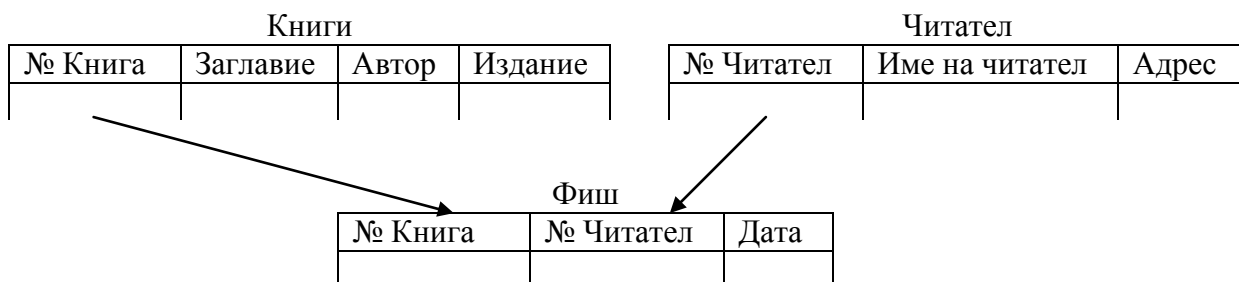 Книги Читател
№ Книга Заглавие Автор Издание № Читател Име на читател Адрес
Фиш
№ Книга № Читател Дата